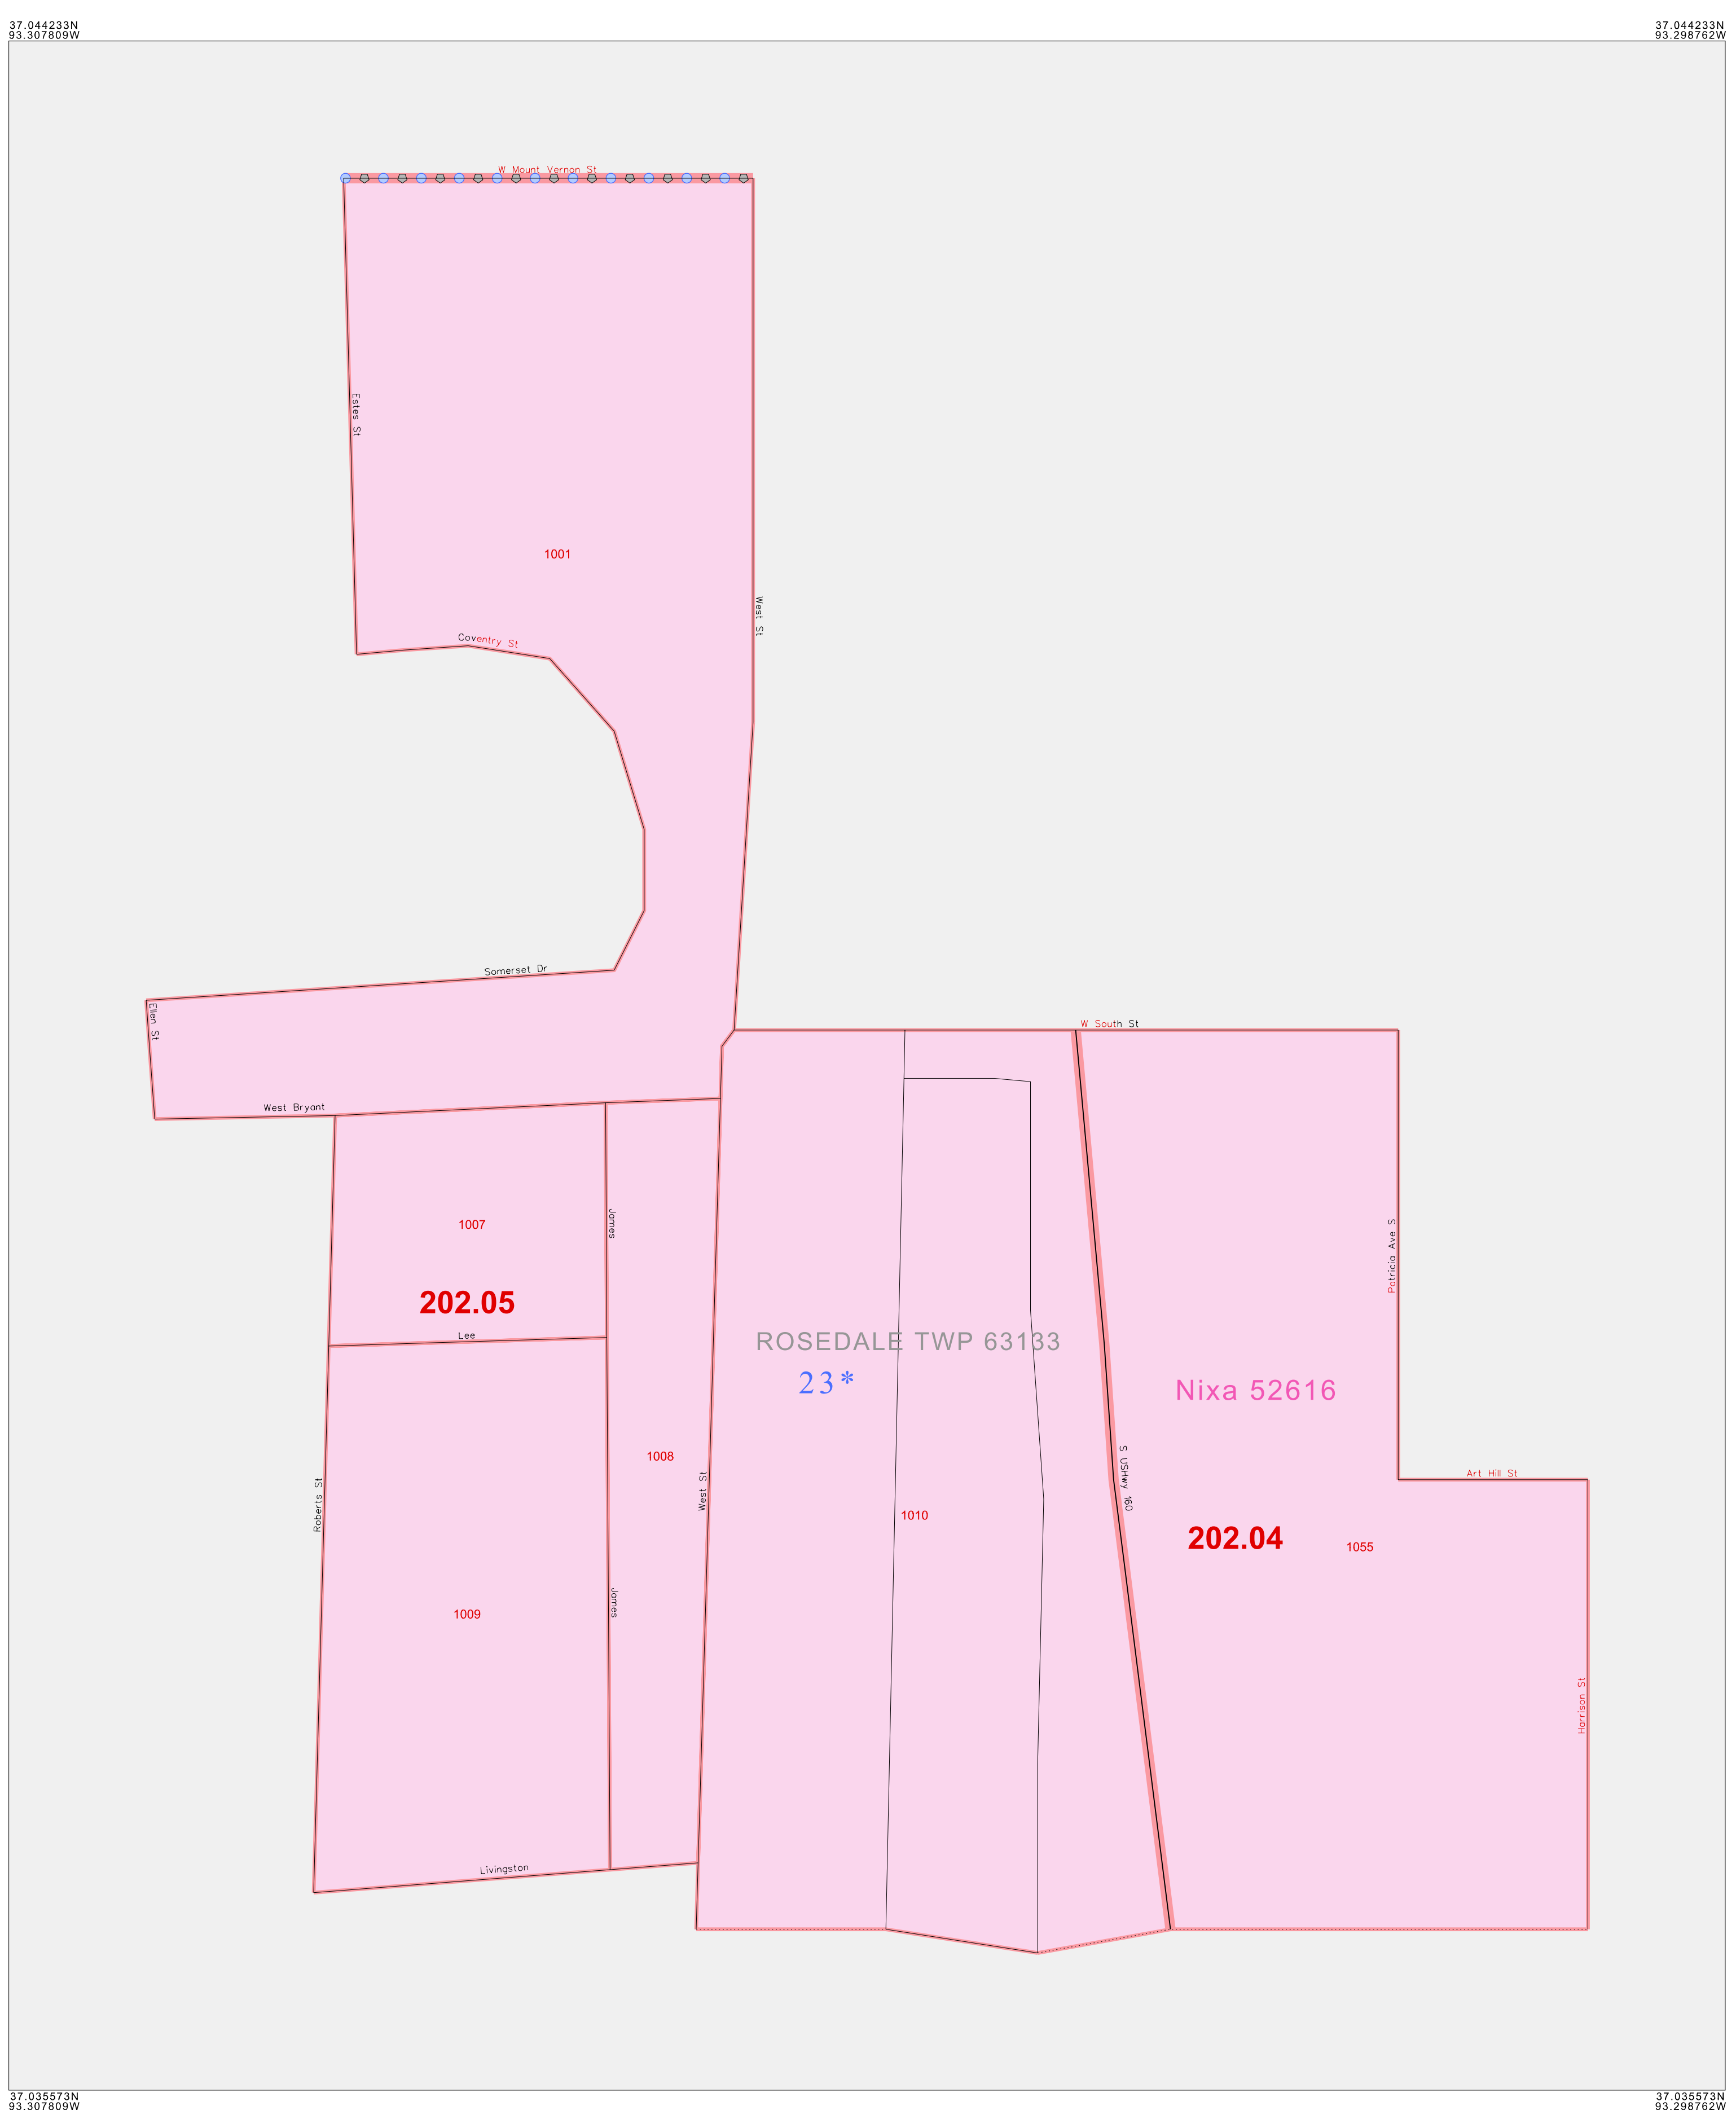 37.044233N
93.307809W
37.044233N
93.298762W
W Mount Vernon St
Estes St
1001
West St
Coventry St
Somerset Dr
Ellen St
W South St
West Bryant
1007
James
Patricia Ave S
202.05
Lee
ROSEDALE TWP 63133
23*
Nixa 52616
1008
Roberts St
West St
S USHwy 160
Art Hill St
1010
202.04
1055
1009
James
Harrison St
Livingston
37.035573N
93.307809W
37.035573N
93.298762W